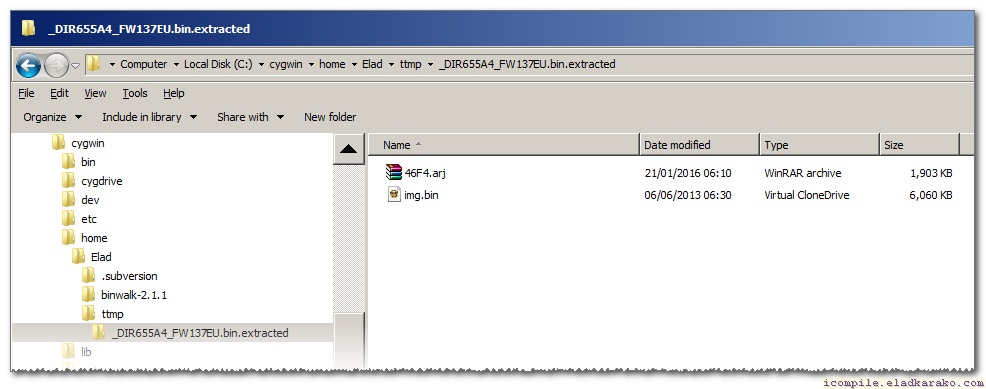 _DIR655A4_FW137EU.bin.extracted
Computer Local Disk (C:) cygwin home Elad ttmp _DIR655A4_FW137EU.bin.extracted
File Edit View Tools Help
Organize Include in library Share with New folder
cygwin
bin
cygdrive
dev
etc
home
Elad
.subversion
binwalk-2.1.1
ttmp
_DIR655A4_FW137EU.bin.extracted
lib
Name Date modified Type Size
46F4.arj 21/01/2016 06:10 WinRAR archive 1,903 KB
img.bin 06/06/2013 06:30 Virtual CloneDrive 6,060 KB
icompile.eladkarako.com